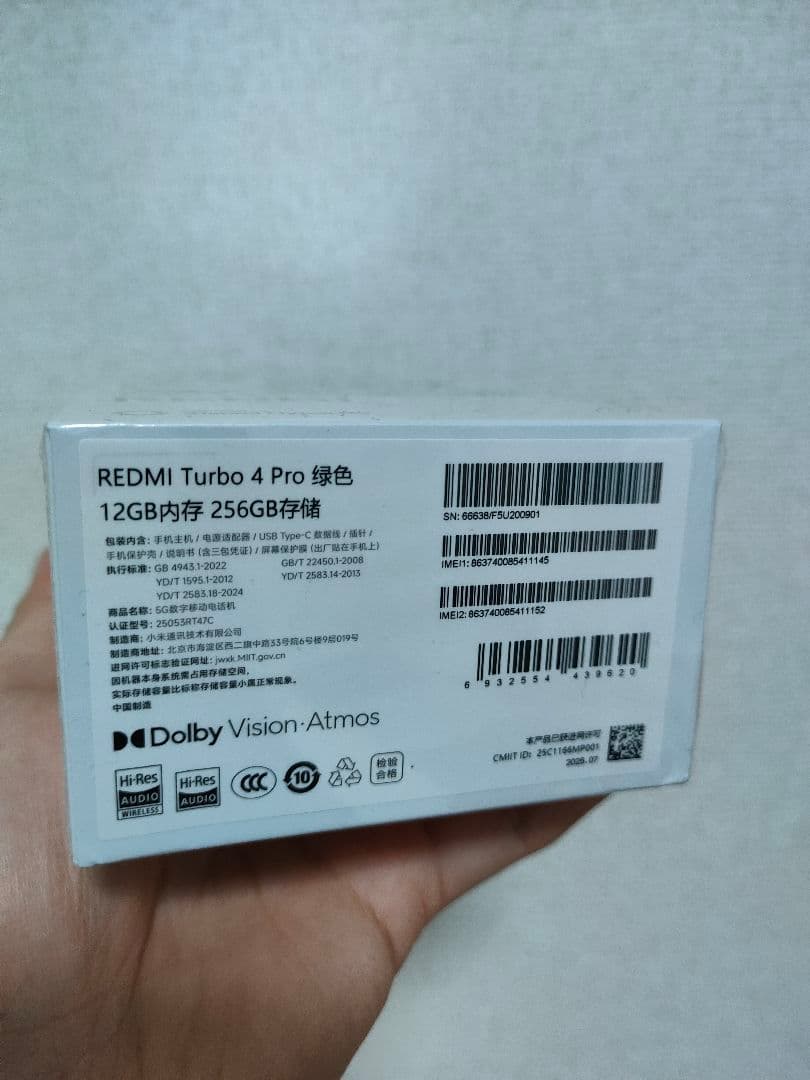 REDMI Turbo 4 Pro 绿色
12GB内存 256GB存储
包装内含: 手机主机 / 电源适配器 / USB Type-C 数据线 / 插针 /
手机保护壳 / 说明书 (含三包凭证) / 屏幕保护膜 (出厂贴在手机上)
执行标准: GB 4943.1-2022 GB/T 22450.1-2008
YD/T 1595.1-2012 YD/T 2583.14-2013
YD/T 2583.18-2024
商品名称: 5G数字移动电话机
认证型号: 25053RT47C
制造商: 小米通讯技术有限公司
制造商地址: 北京市海淀区西二旗中路33号院6号楼9层019号
进网许可标志验证网址: jwxk.MIIT.gov.cn
因机器本身系统需占用存储空间,
实际存储容量比标称存储容量小属正常现象。
中国制造
Dolby Vision·Atmos
Hi-Res
AUDIO
WIRELESS
Hi-Res
AUDIO
CCC
10
检验
合格
SN: 66638/F5U200901
IMEI1: 863740085411145
IMEI2: 863740085411152
6 932554 439620
本产品已获进网许可
CMIIT ID: 25C1166MP001
2026.07